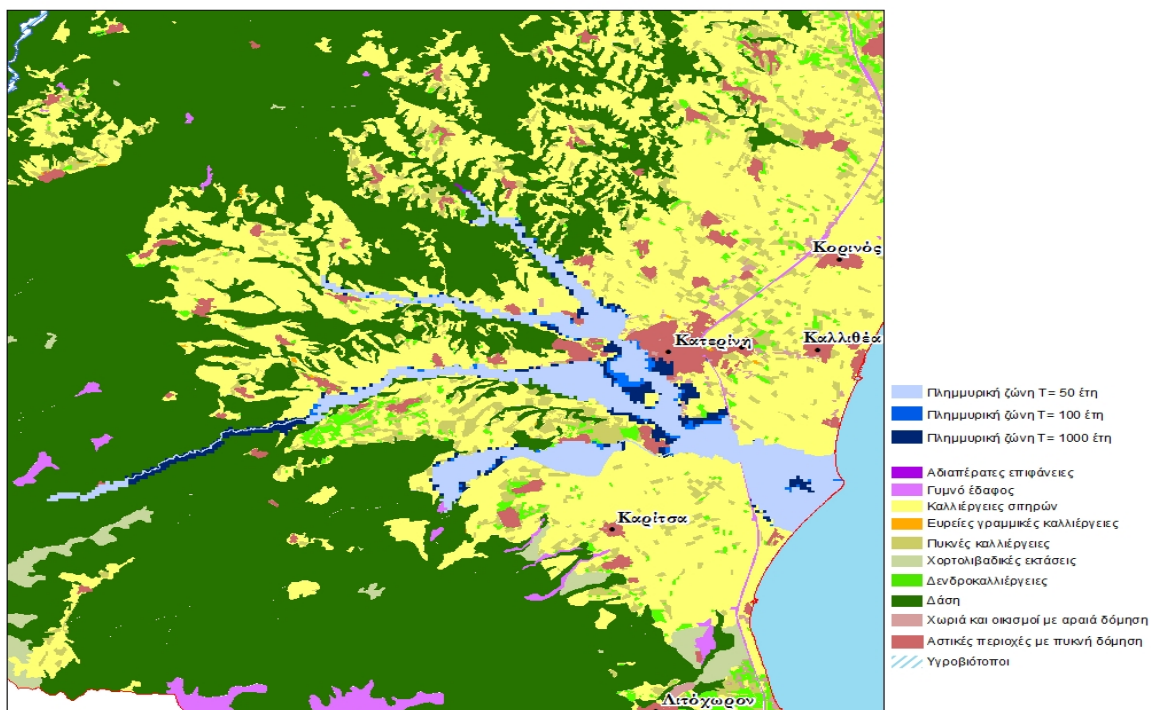 Κορινός
Κατερίνη
Καλλιθέα
Καρίτσα
Λιτόχωρον
Πλημμυρική ζώνη Τ= 50 έτη
Πλημμυρική ζώνη Τ= 100 έτη
Πλημμυρική ζώνη Τ= 1000 έτη
Αδιαπέρατες επιφάνειες
Γυμνό έδαφος
Καλλιέργειες σιτηρών
Ευρείες γραμμικές καλλιέργειες
Πυκνές καλλιέργειες
Χορτολιβαδικές εκτάσεις
Δενδροκαλλιέργειες
Δάση
Χωριά και οικισμοί με αραιά δόμηση
Αστικές περιοχές με πυκνή δόμηση
Υγροβιότοποι